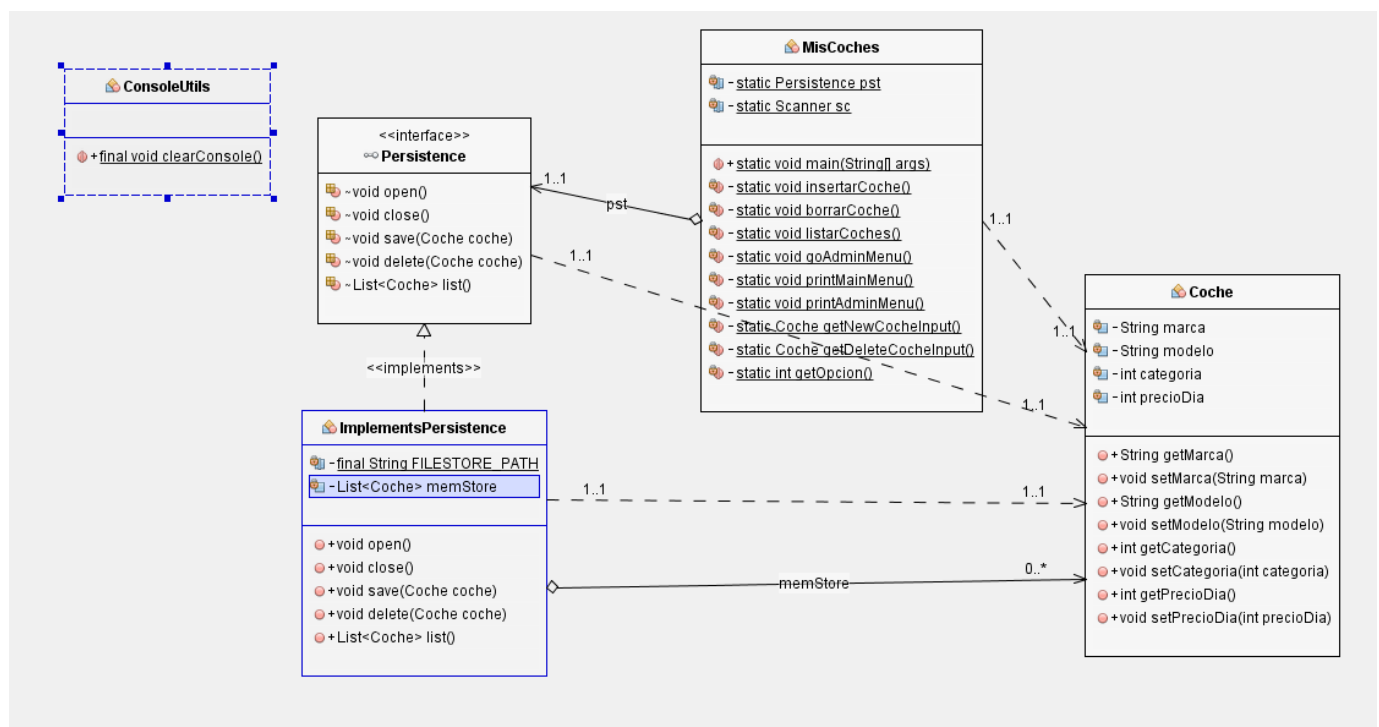 ConsoleUtils
+final void clearConsole()
<<interface>>
Persistence
~void open()
~void close()
~void save(Coche coche)
~void delete(Coche coche)
~List<Coche> list()
<<implements>>
ImplementsPersistence
-final String FILESTORE_PATH
-List<Coche> memStore
+void open()
+void close()
+void save(Coche coche)
+void delete(Coche coche)
+List<Coche> list()
MisCoches
-static Persistence pst
-static Scanner sc
+static void main(String[] args)
-static void insertarCoche()
-static void borrarCoche()
-static void listarCoches()
-static void goAdminMenu()
-static void printMainMenu()
-static void printAdminMenu()
-static Coche getNewCocheInput()
-static Coche getDeleteCocheInput()
-static int getOpcion()
1..1
pst
1..1
1..1
1..1
1..1
1..1
1..1
memStore
0..*
Coche
-String marca
-String modelo
-int categoria
-int precioDia
+String getMarca()
+void setMarca(String marca)
+String getModelo()
+void setModelo(String modelo)
+int getCategoria()
+void setCategoria(int categoria)
+int getPrecioDia()
+void setPrecioDia(int precioDia)